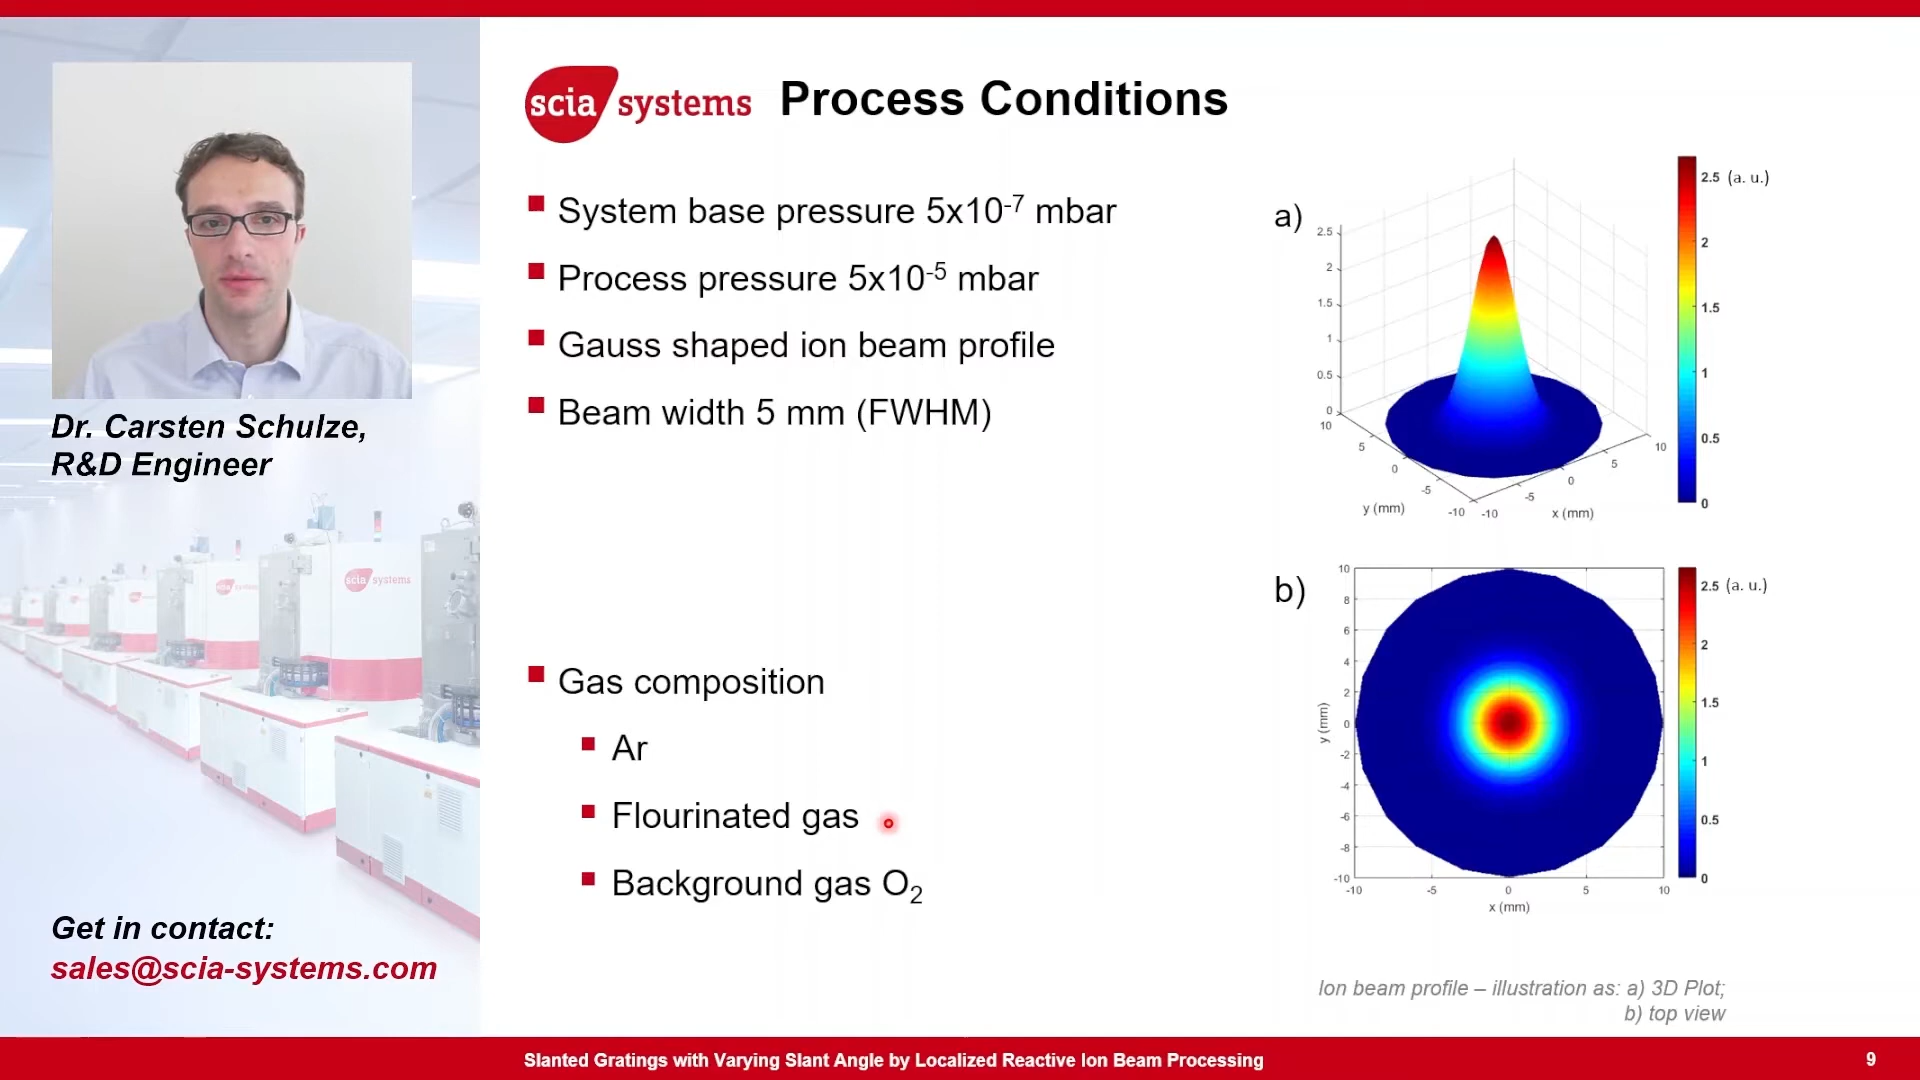 scia systems Process Conditions
System base pressure 5x10⁻⁷ mbar
Process pressure 5x10⁻⁵ mbar
Gauss shaped ion beam profile
Beam width 5 mm (FWHM)
Gas composition
Ar
Flourinated gas
Background gas O₂
Dr. Carsten Schulze,
R&D Engineer
scia systems
scia systems
Get in contact:
sales@scia-systems.com
a)
2.5
2
1.5
1
0.5
0
10
5
0
-5
-10
y (mm)
-10
-5
0
5
10
x (mm)
2.5 (a. u.)
2
1.5
1
0.5
0
b)
10
8
6
4
2
0
-2
-4
-6
-8
-10
y (mm)
-10 -5 0 5 10
x (mm)
2.5 (a. u.)
2
1.5
1
0.5
0
Ion beam profile – illustration as: a) 3D Plot;
b) top view
Slanted Gratings with Varying Slant Angle by Localized Reactive Ion Beam Processing 9